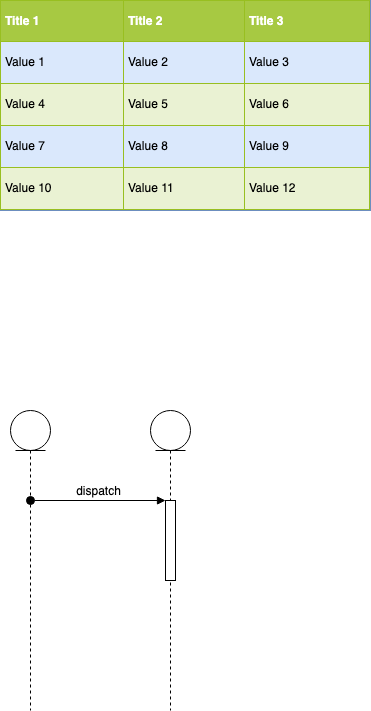 Title 1 Title 2 Title 3
Value 1 Value 2 Value 3
Value 4 Value 5 Value 6
Value 7 Value 8 Value 9
Value 10 Value 11 Value 12
dispatch